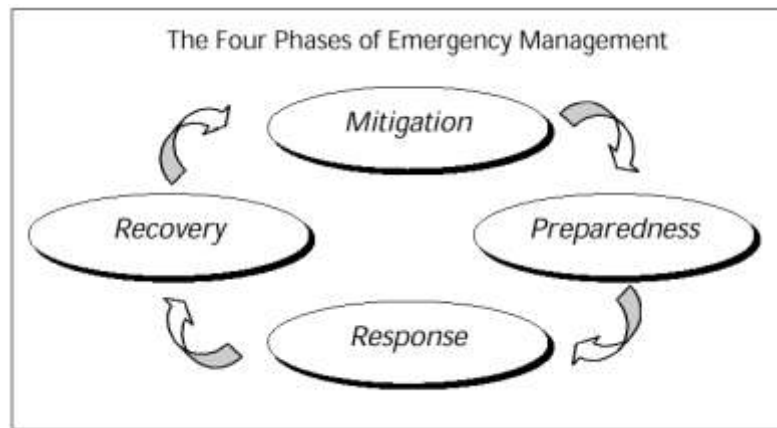 The Four Phases of Emergency Management
Mitigation
Recovery
Preparedness
Response